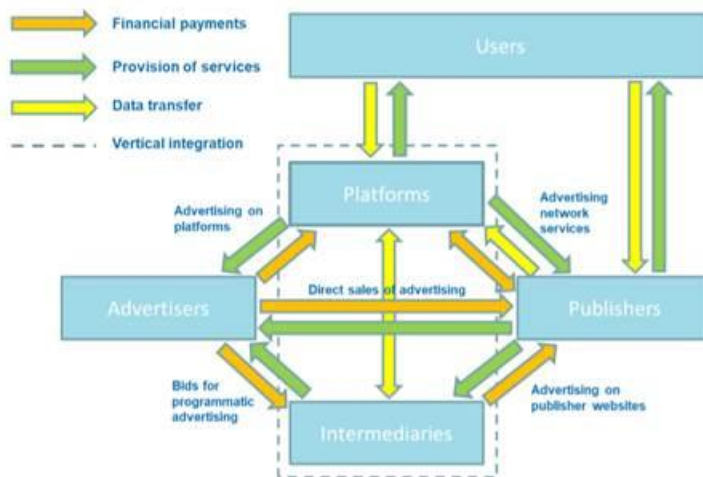 Financial payments
Provision of services
Data transfer
Vertical integration
Users
Platforms
Advertising on
platforms
Advertising
network
services
Advertisers
Direct sales of advertising
Publishers
Bids for
programmatic
advertising
Advertising on
publisher websites
Intermediaries